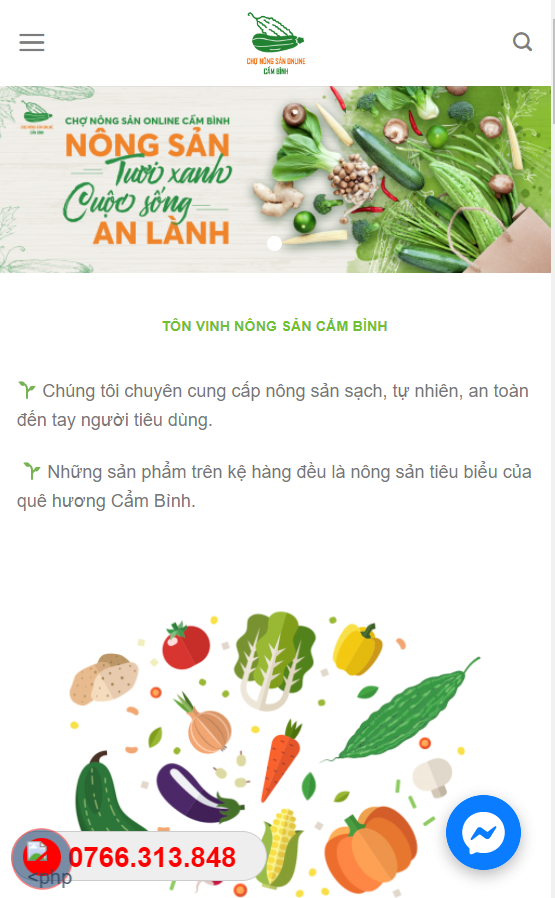 CHỢ NÔNG SẢN ONLINE
CẨM BÌNH
CHỢ NÔNG SẢN ONLINE CẨM BÌNH
NÔNG SẢN
Tươi xanh
Cuộc sống
AN LÀNH
TÔN VINH NÔNG SẢN CẨM BÌNH
Chúng tôi chuyên cung cấp nông sản sạch, tự nhiên, an toàn
đến tay người tiêu dùng.
Những sản phẩm trên kệ hàng đều là nông sản tiêu biểu của
quê hương Cẩm Bình.
0766.313.848
<php